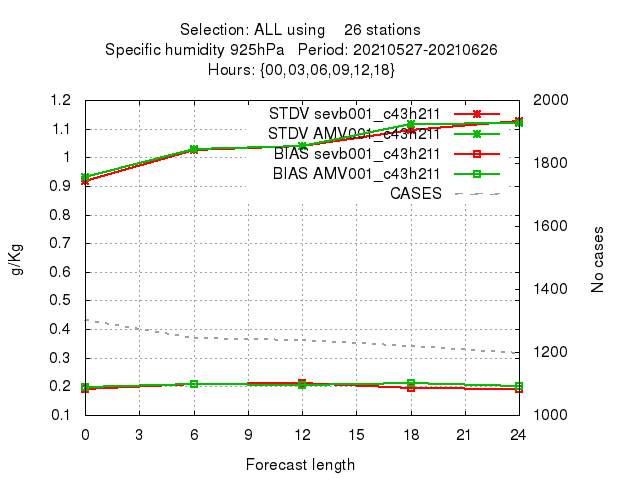 Selection: ALL using    26 stations
Specific humidity 925hPa   Period: 20210527-20210626
Hours: {00,03,06,09,12,18}
STDV sevb001_c43h211
STDV AMV001_c43h211
BIAS sevb001_c43h211
BIAS AMV001_c43h211
CASES
1.2
1.1
1
0.9
0.8
0.7
0.6
0.5
0.4
0.3
0.2
0.1
g/Kg
2000
1800
1600
1400
1200
1000
No cases
0 3 6 9 12 15 18 21 24
Forecast length